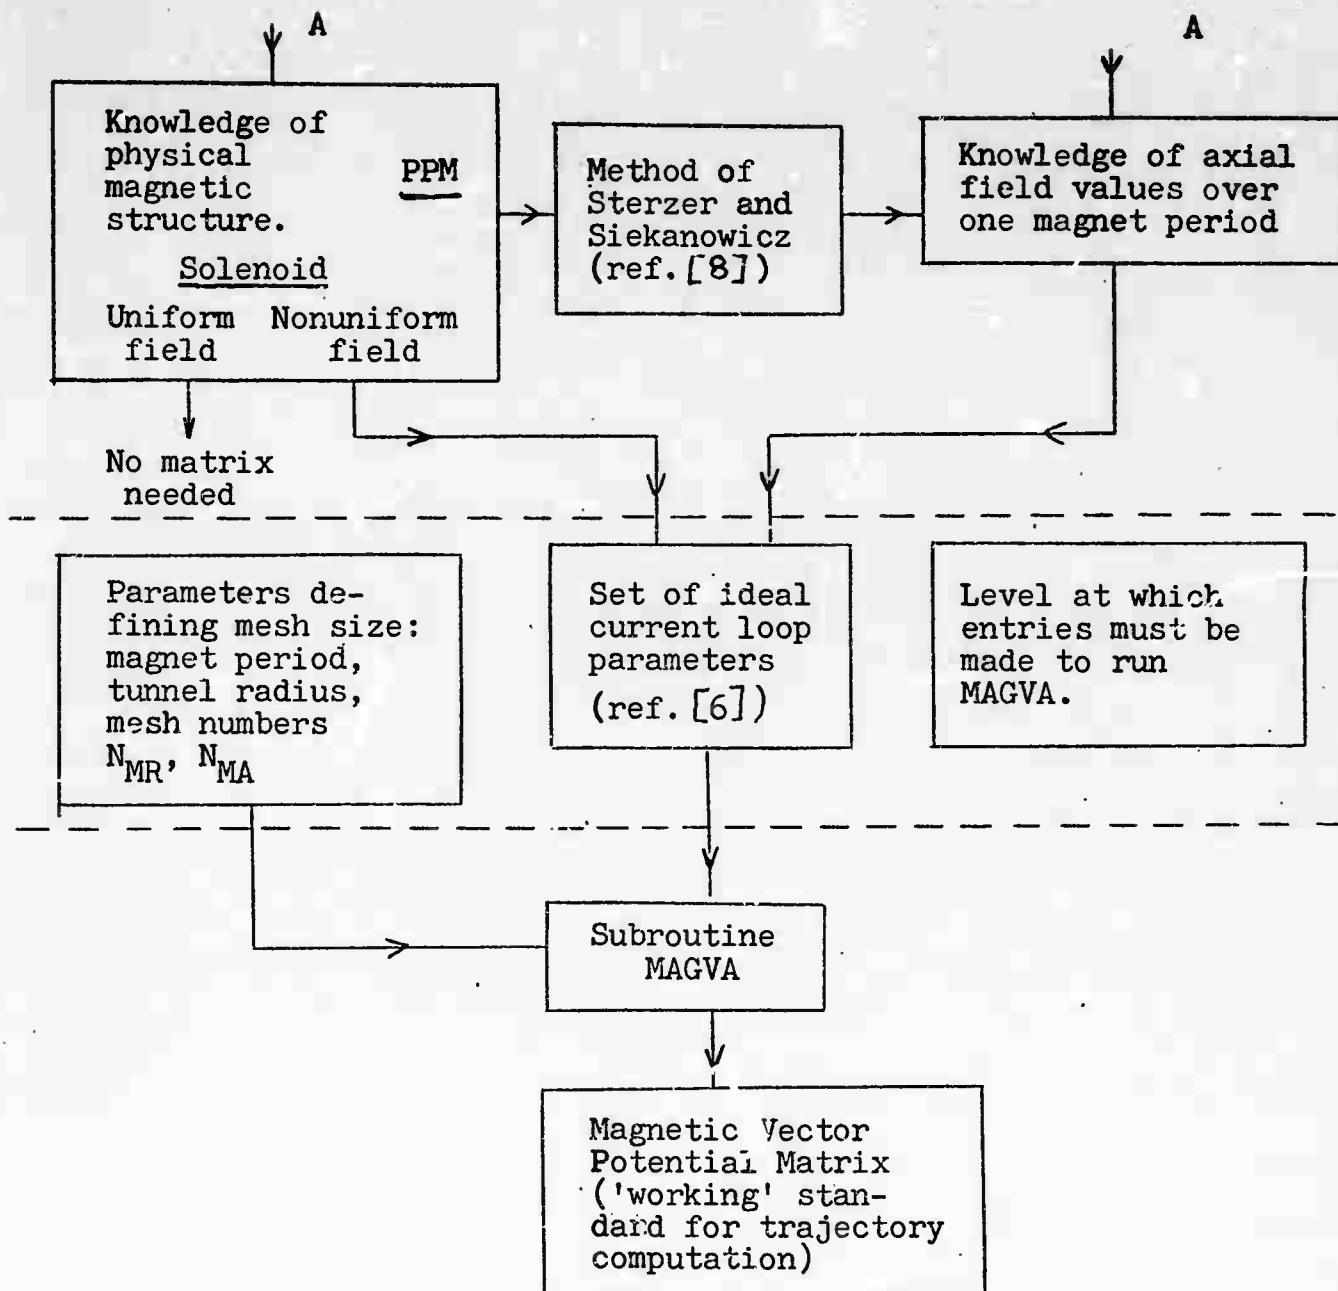 A
A
Knowledge of
physical
magnetic
structure.
PPM
Solenoid
Uniform Nonuniform
field field
Method of
Sterzer and
Siekanowicz
(ref. [8])
Knowledge of axial
field values over
one magnet period
No matrix
needed
Parameters de-
fining mesh size:
magnet period,
tunnel radius,
mesh numbers
N_MR, N_MA
Set of ideal
current loop
parameters
(ref. [6])
Level at which
entries must be
made to run
MAGVA.
Subroutine
MAGVA
Magnetic Vector
Potential Matrix
('working' stan-
dard for trajectory
computation)